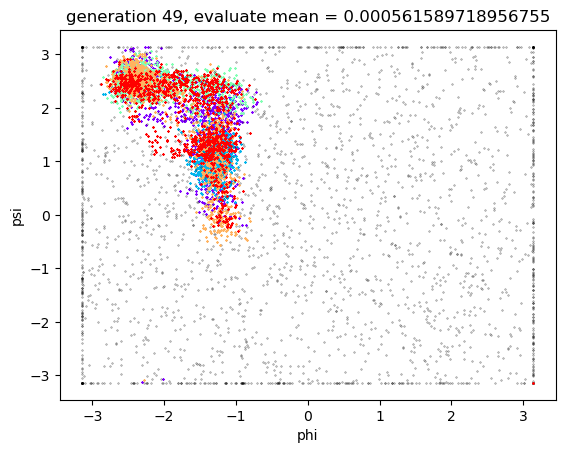 generation 49, evaluate mean = 0.000561589718956755
psi
3
2
1
0
−1
−2
−3
−3 −2 −1 0 1 2 3
phi